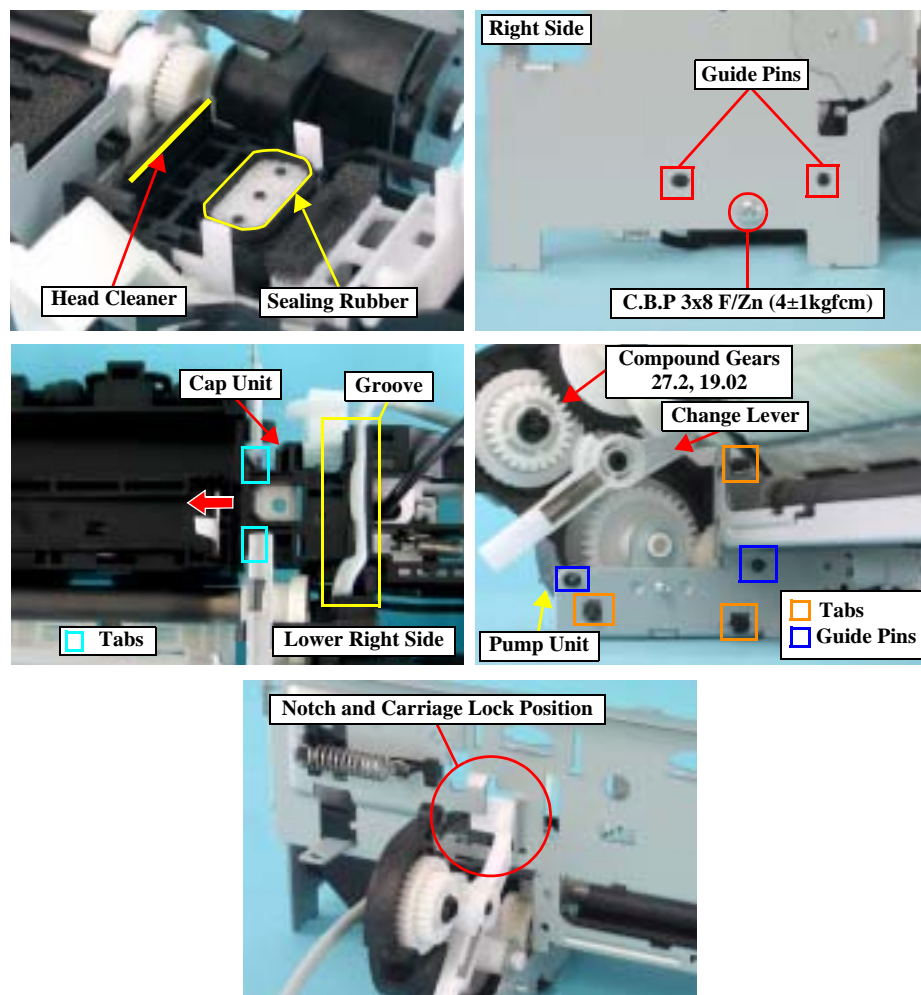 Head Cleaner
Sealing Rubber
Right Side
Guide Pins
C.B.P 3x8 F/Zn (4±1kgfcm)
Cap Unit
Groove
Tabs
Lower Right Side
Compound Gears
27.2, 19.02
Change Lever
Pump Unit
Tabs
Guide Pins
Notch and Carriage Lock Position